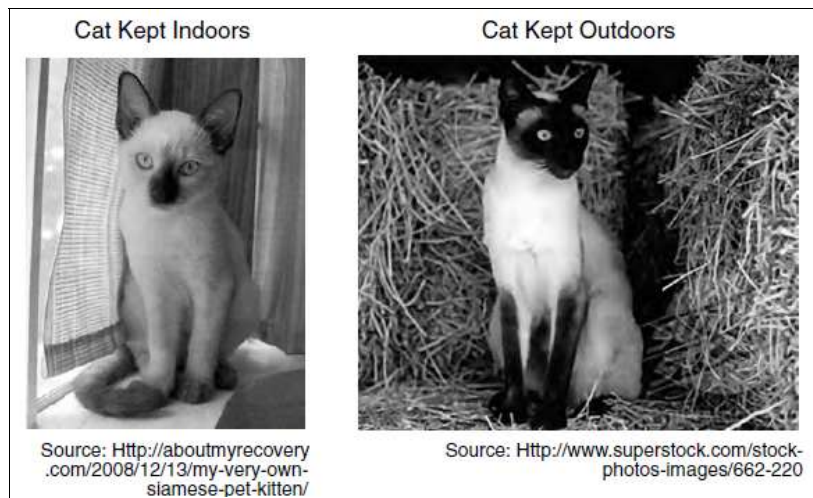 Cat Kept Indoors
Cat Kept Outdoors
Source: Http://aboutmyrecovery
.com/2008/12/13/my-very-own-
siamese-pet-kitten/
Source: Http://www.superstock.com/stock-
photos-images/662-220